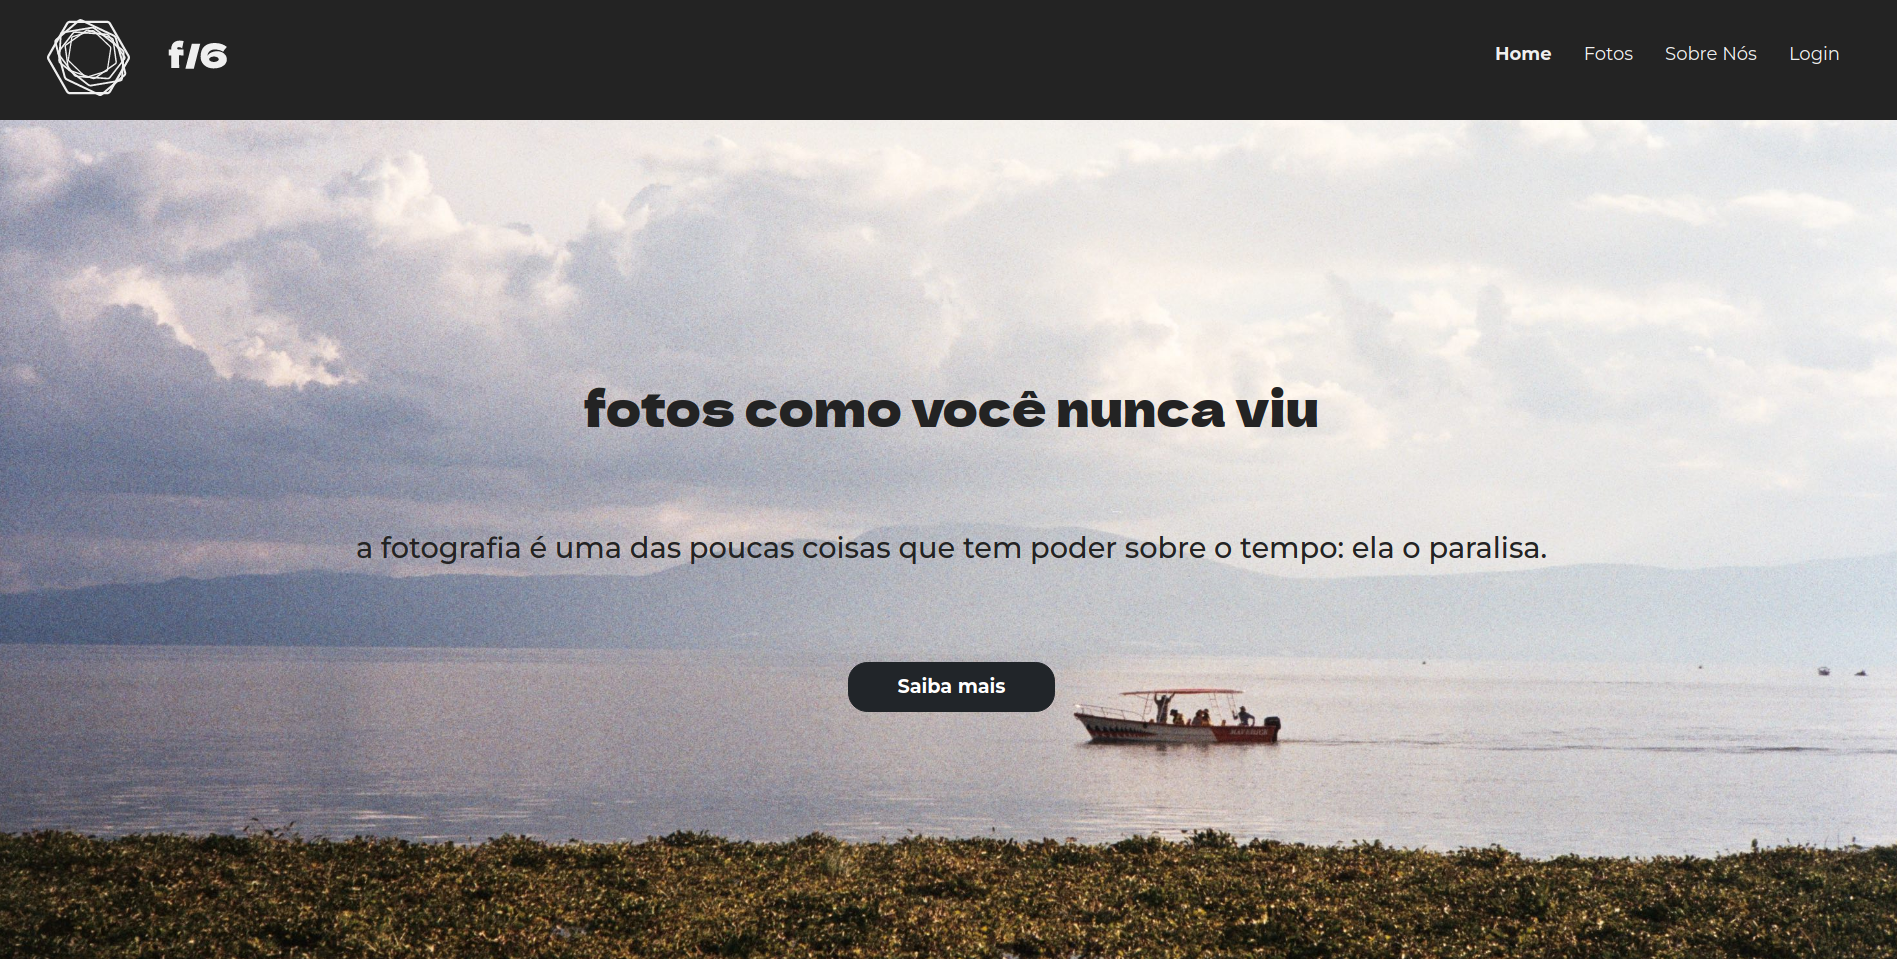 f/6
Home Fotos Sobre Nós Login
fotos como você nunca viu
a fotografia é uma das poucas coisas que tem poder sobre o tempo: ela o paralisa.
Saiba mais